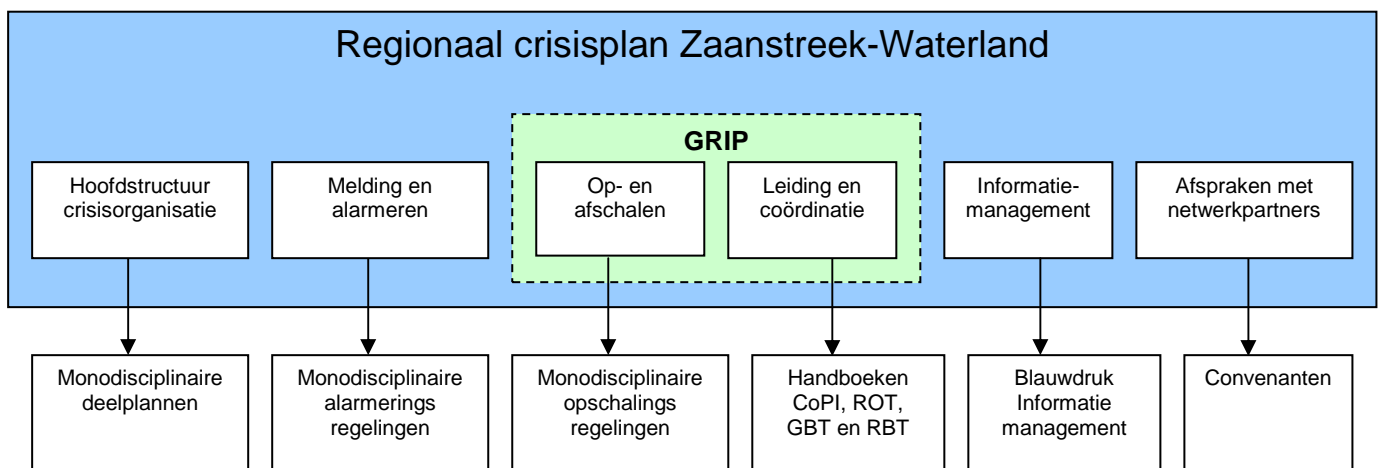 Regionaal crisisplan Zaanstreek-Waterland
GRIP
Hoofdstructuur
crisisorganisatie
Melding en
alarmeren
Op- en
afschalen
Leiding en
coördinatie
Informatie-
management
Afspraken met
netwerkpartners
Monodisciplinaire
deelplannen
Monodisciplinaire
alarmerings
regelingen
Monodisciplinaire
opschalings
regelingen
Handboeken
CoPI, ROT,
GBT en RBT
Blauwdruk
Informatie
management
Convenanten